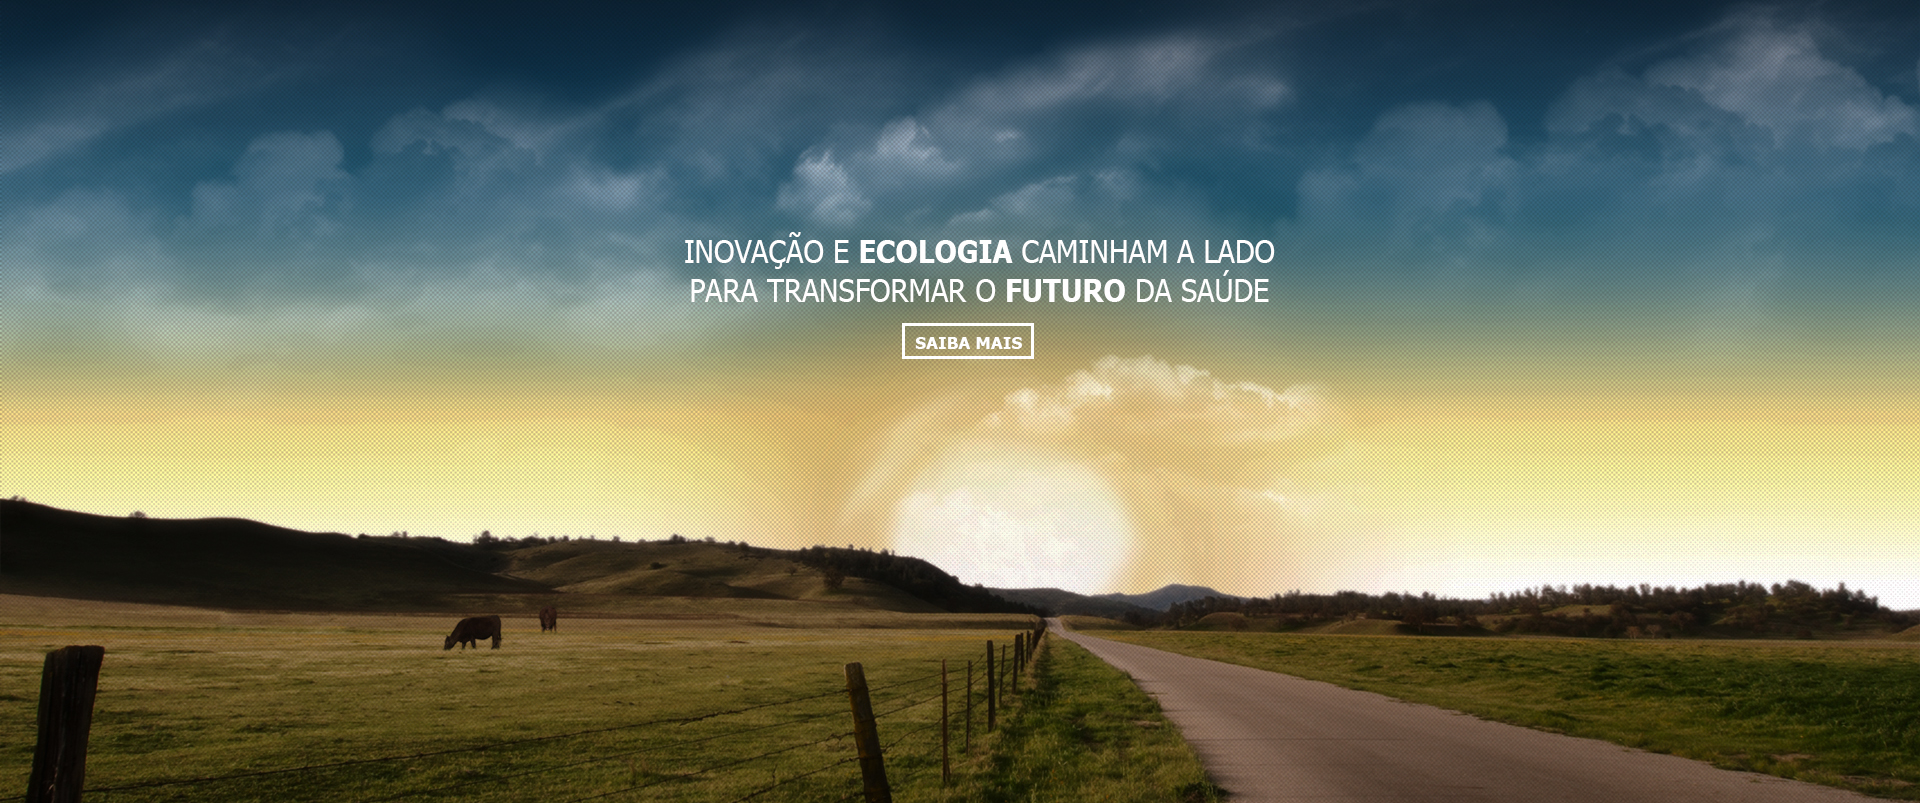 INOVAÇÃO E ECOLOGIA CAMINHAM A LADO
PARA TRANSFORMAR O FUTURO DA SAÚDE
SAIBA MAIS